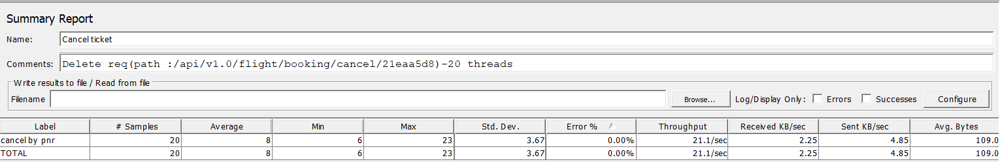 Summary Report
Name: Cancel ticket
Comments: Delete req(path :/api/v1.0/flight/booking/cancel/21eaa5d8)-20 threads
Write results to file / Read from file
Filename Browse... Log/Display Only: Errors Successes Configure
Label # Samples Average Min Max Std. Dev. Error % Throughput Received KB/sec Sent KB/sec Avg. Bytes
cancel by pnr 20 8 6 23 3.67 0.00% 21.1/sec 2.25 4.85 109.0
TOTAL 20 8 6 23 3.67 0.00% 21.1/sec 2.25 4.85 109.0